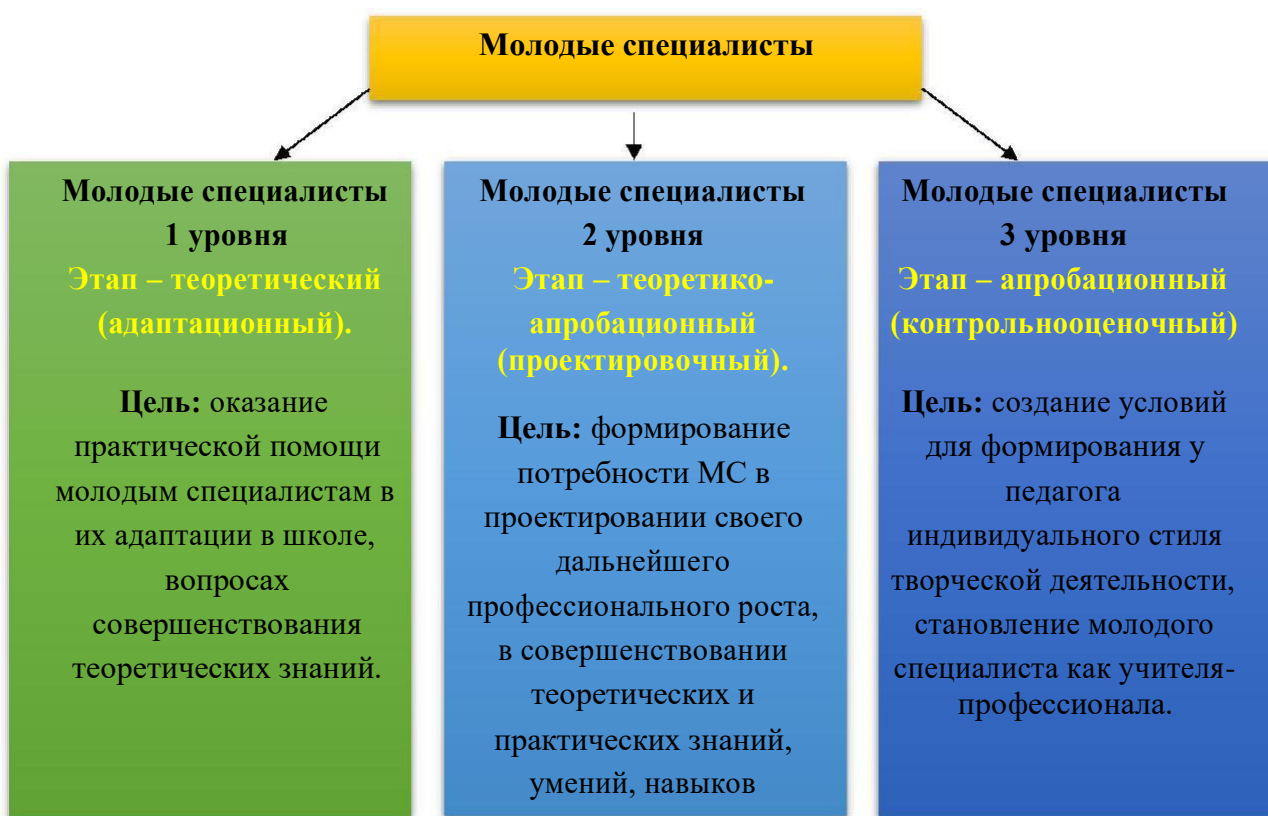 Молодые специалисты
Молодые специалисты
1 уровня
Этап – теоретический
(адаптационный).
Цель: оказание
практической помощи
молодым специалистам в
их адаптации в школе,
вопросах
совершенствования
теоретических знаний.
Молодые специалисты
2 уровня
Этап – теоретико-
апробационный
(проектировочный).
Цель: формирование
потребности МС в
проектировании своего
дальнейшего
профессионального роста,
в совершенствовании
теоретических и
практических знаний,
умений, навыков
Молодые специалисты
3 уровня
Этап – апробационный
(контрольнооценочный)
Цель: создание условий
для формирования у
педагога
индивидуального стиля
творческой деятельности,
становление молодого
специалиста как учителя-
профессионала.